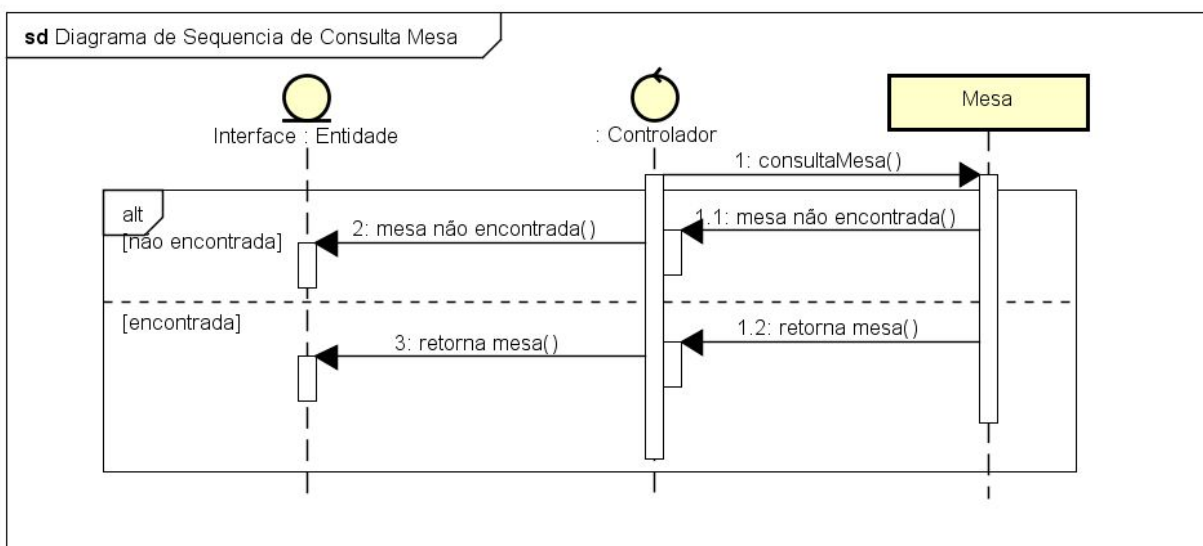 sd Diagrama de Sequencia de Consulta Mesa
Interface : Entidade
: Controlador
Mesa
1: consultaMesa()
alt
[não encontrada]
2: mesa não encontrada()
1.1: mesa não encontrada()
[encontrada]
3: retorna mesa()
1.2: retorna mesa()